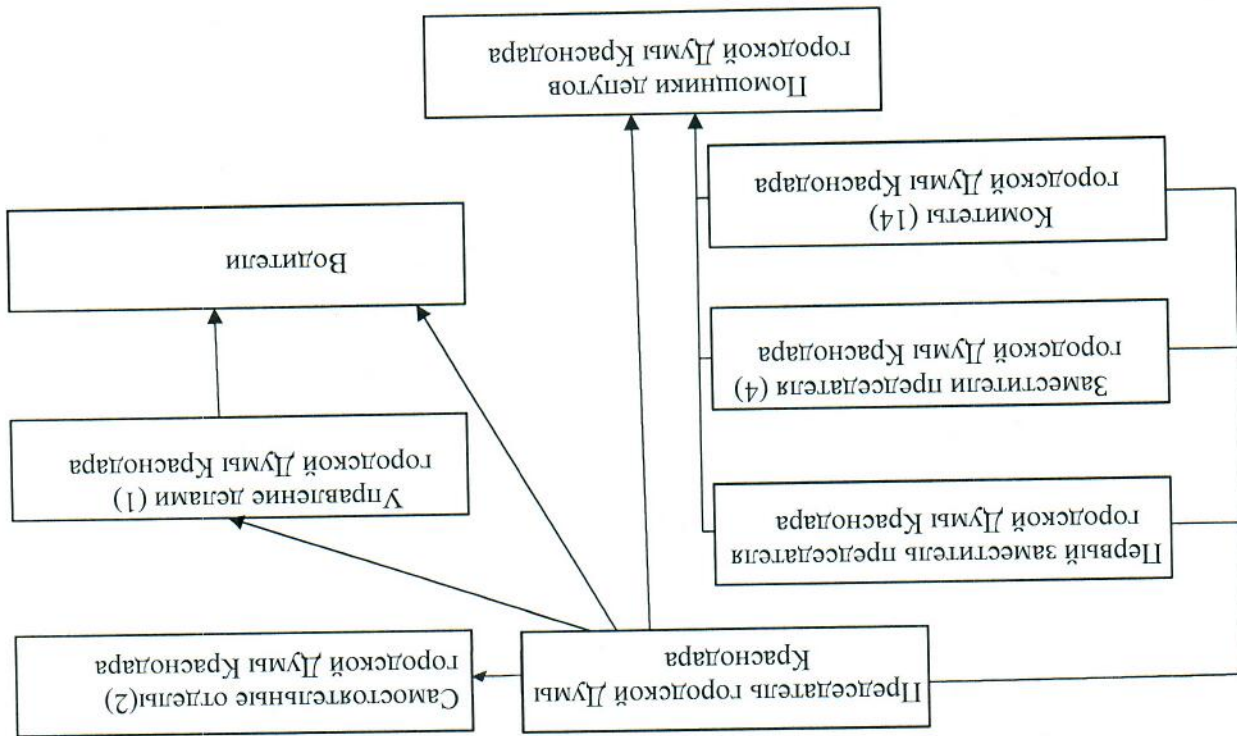 Председатель городской Думы
Краснодара
Самостоятельные отделы(2)
городской Думы Краснодара
Первый заместитель председателя
городской Думы Краснодара
Управление делами (1)
городской Думы Краснодара
Заместители председателя (4)
городской Думы Краснодара
Водители
Комитеты (14)
городской Думы Краснодара
Помощники депутов
городской Думы Краснодара